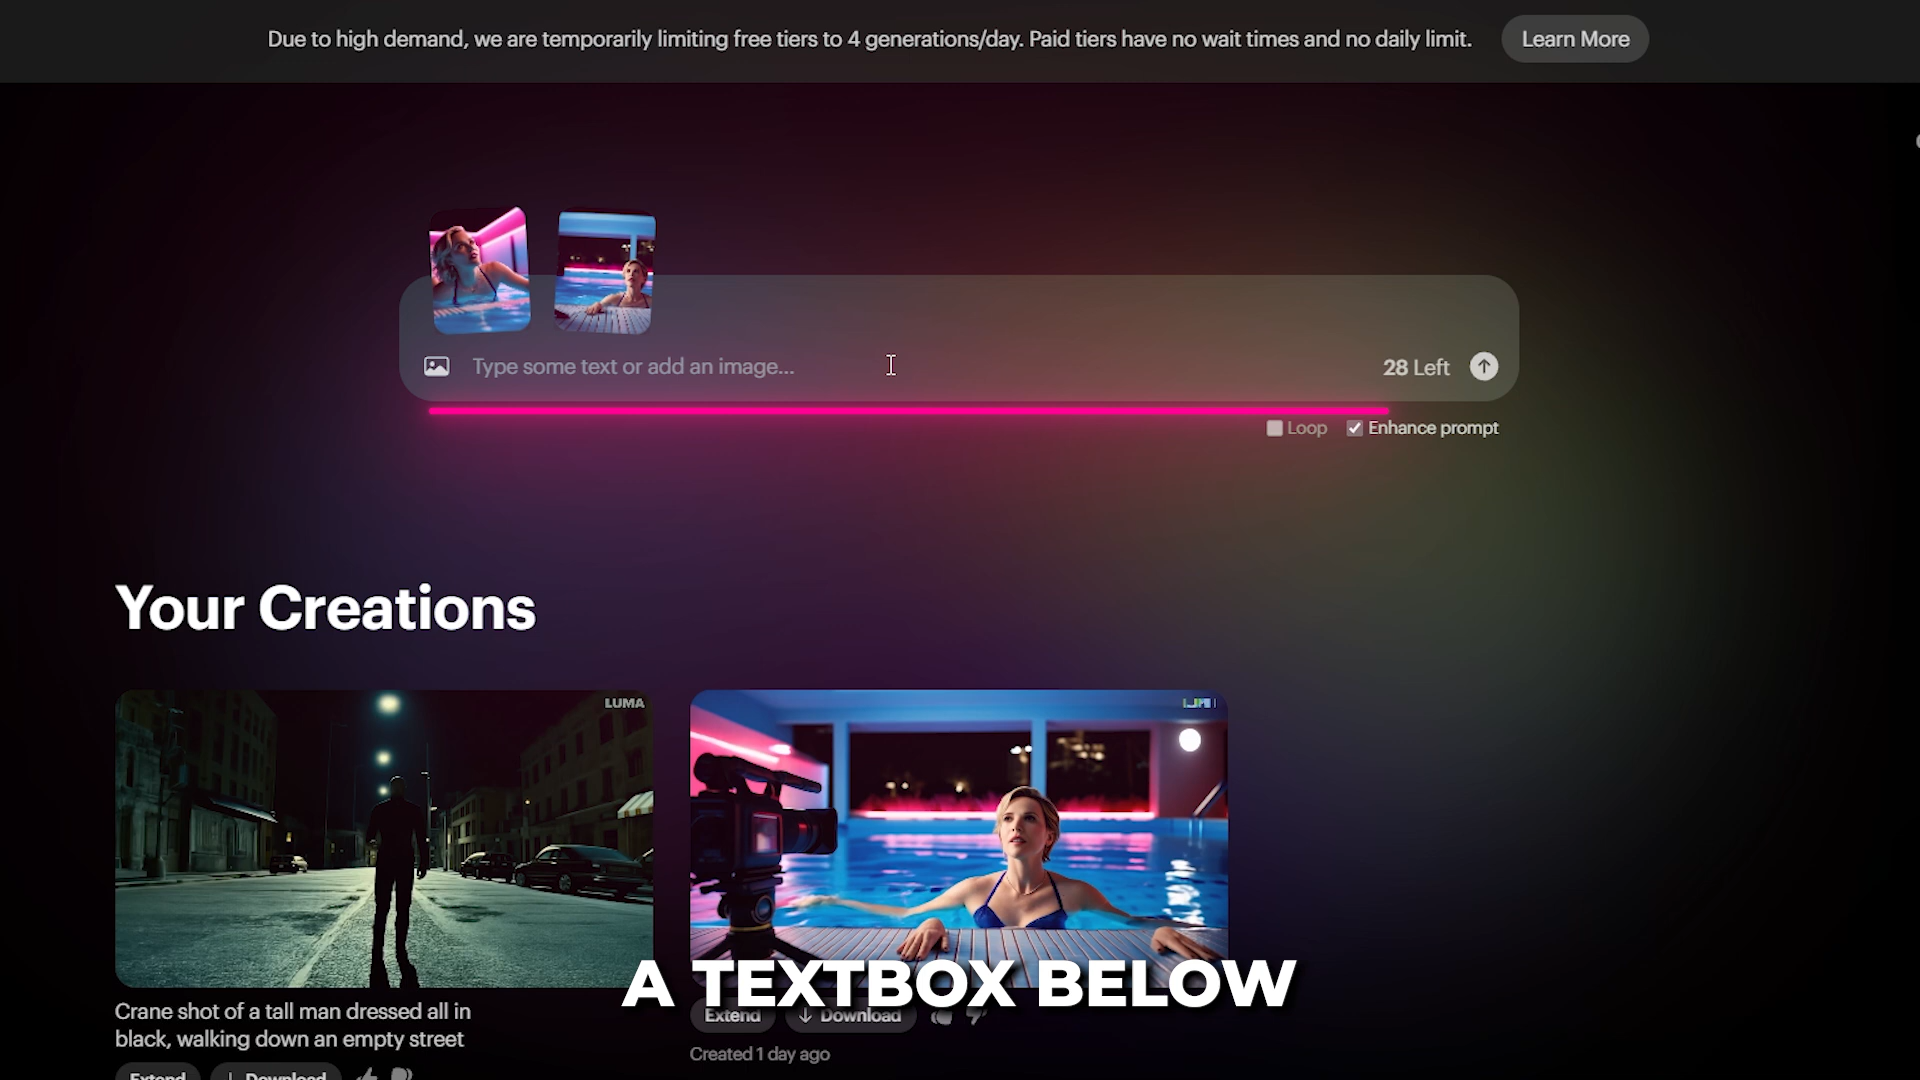 Due to high demand, we are temporarily limiting free tiers to 4 generations/day. Paid tiers have no wait times and no daily limit.
Learn More
Type some text or add an image...
28 Left
Loop
Enhance prompt
Your Creations
LUMA
Crane shot of a tall man dressed all in
black, walking down an empty street
Extend
Download
A TEXTBOX BELOW
Extend
Download
Created 1 day ago